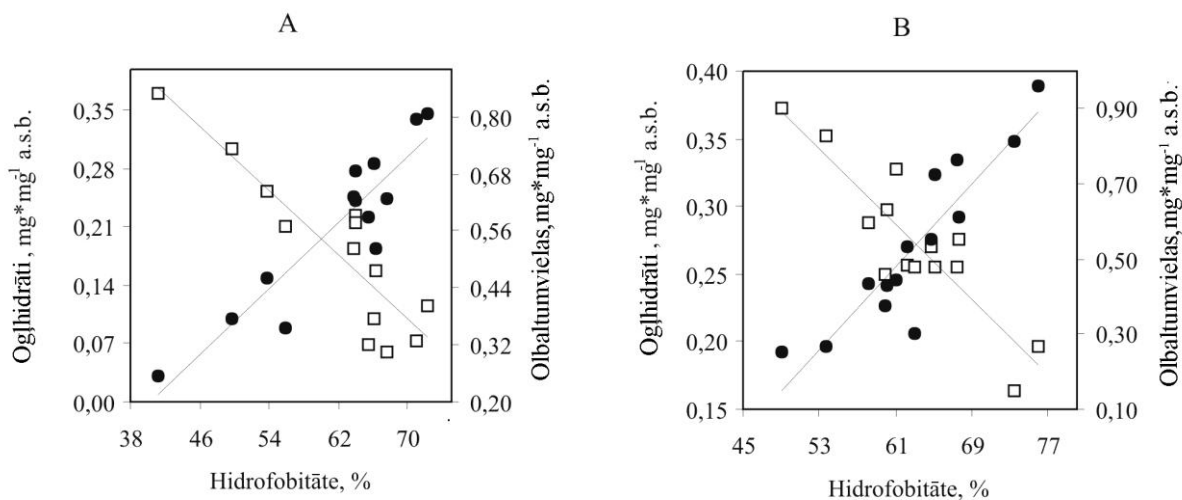 A
Ogļhidrāti , mg*mg⁻¹ a.s.b.
0,35
0,28
0,21
0,14
0,07
0,00
0,80
0,68
0,56
0,44
0,32
0,20
Olbaltumvielas,mg*mg⁻¹ a.s.b.
38 46 54 62 70
Hidrofobitāte, %
B
Ogļhidrāti , mg*mg¹ a.s.b.
0,40
0,35
0,30
0,25
0,20
0,15
0,90
0,70
0,50
0,30
0,10
Olbaltumvielas,mg*mg⁻¹ a.s.b.
45 53 61 69 77
Hidrofobitāte, %